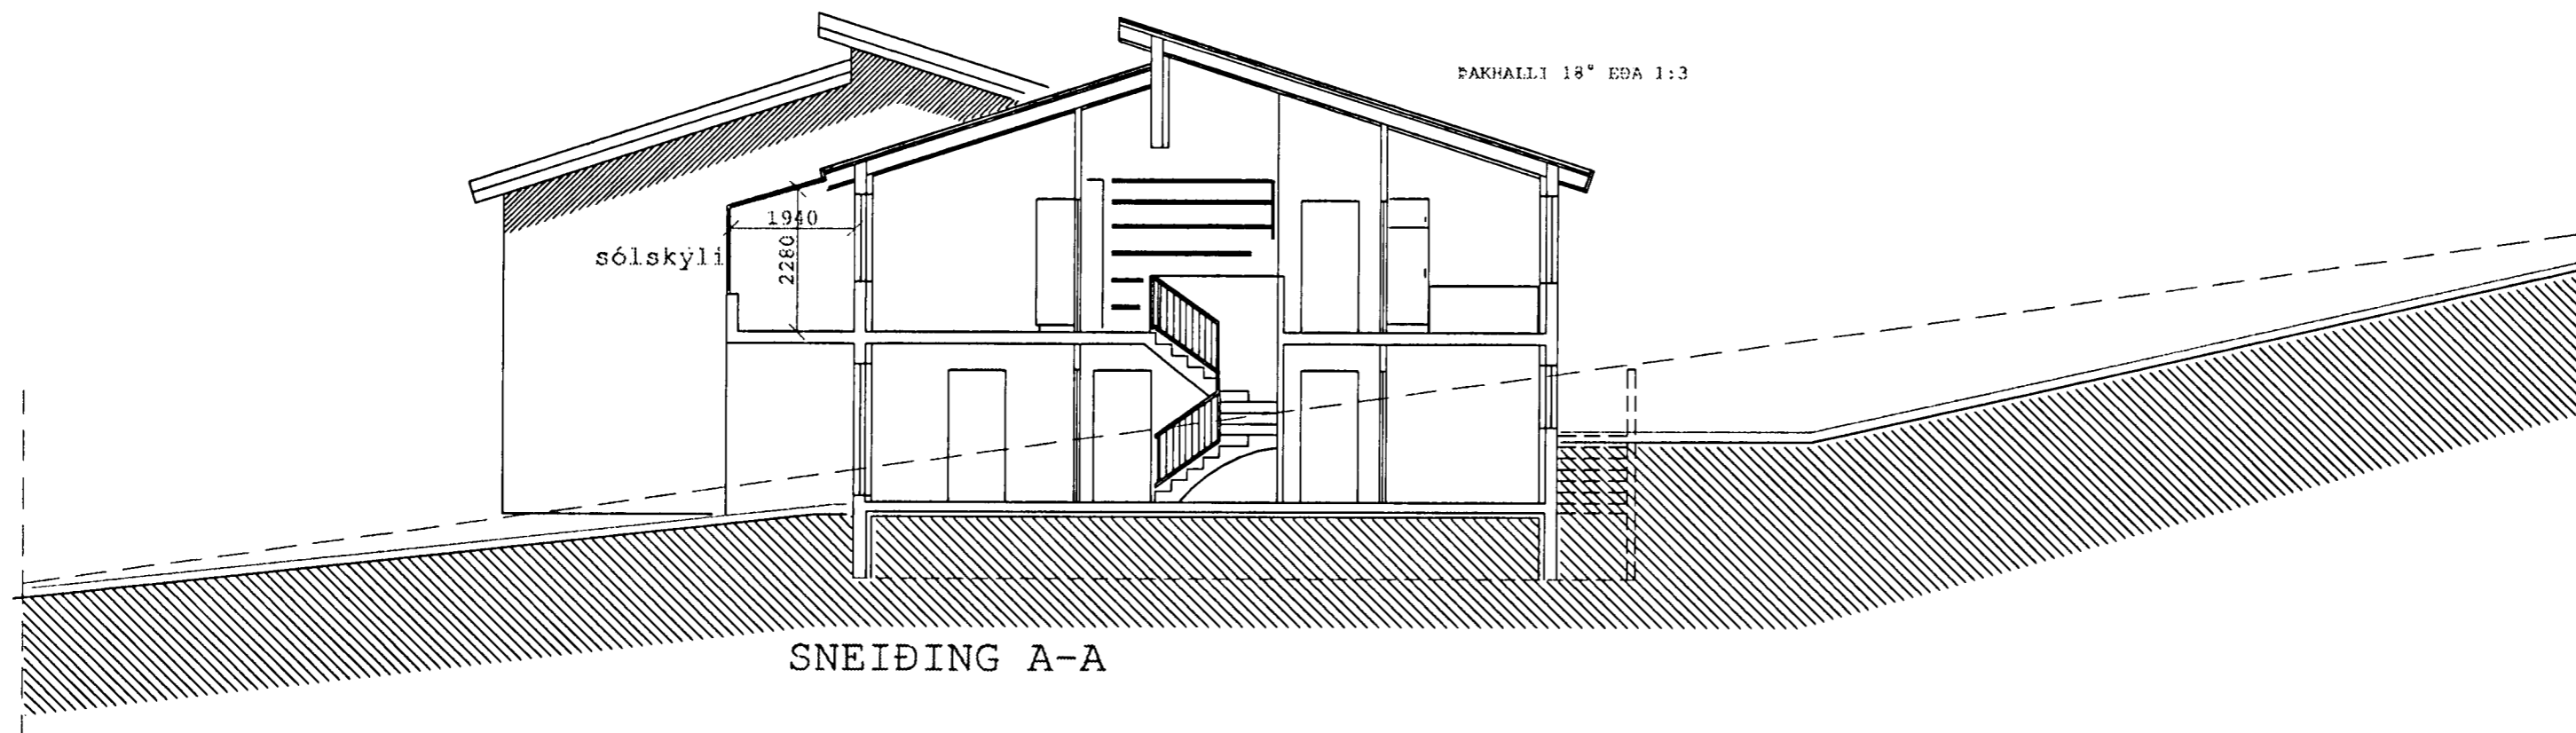 ÞAKHALLI 18° EÐA 1:3
1940
sólskýli
2280
SNEIÐING A-A